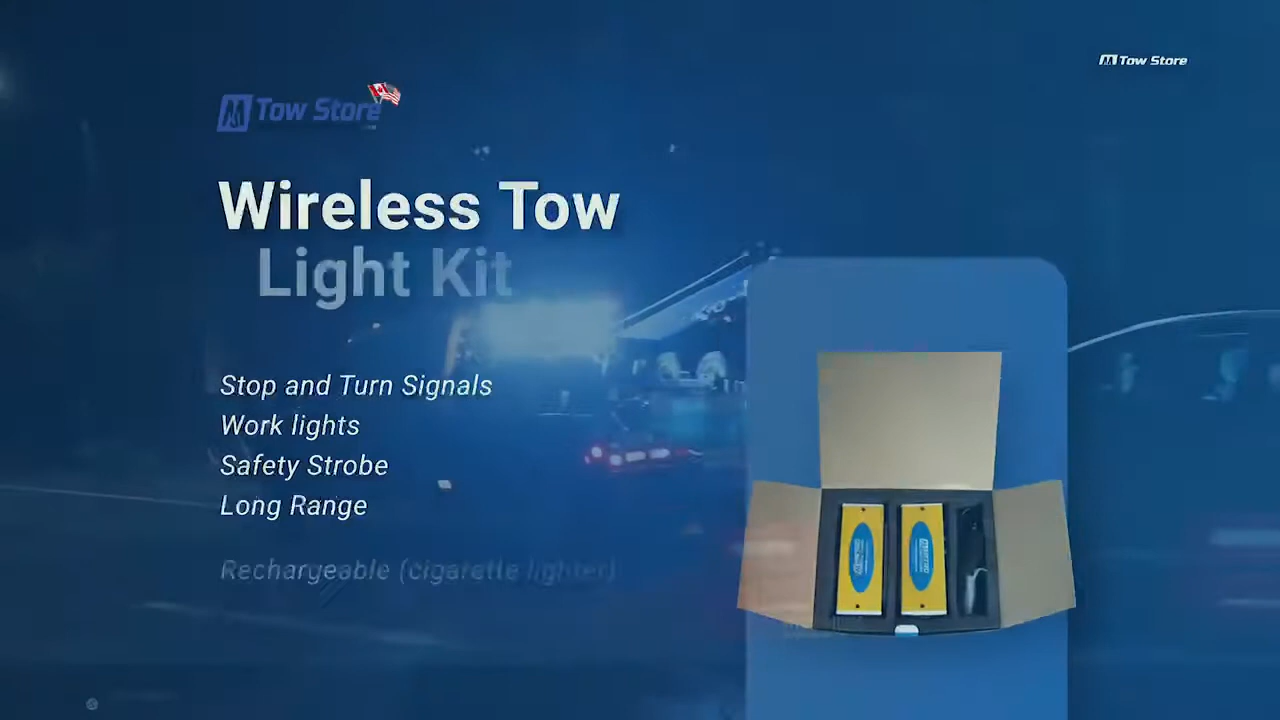 Tow Store
Tow Store
Wireless Tow
Light Kit
Stop and Turn Signals
Work lights
Safety Strobe
Long Range
Rechargeable (cigarette lighter)